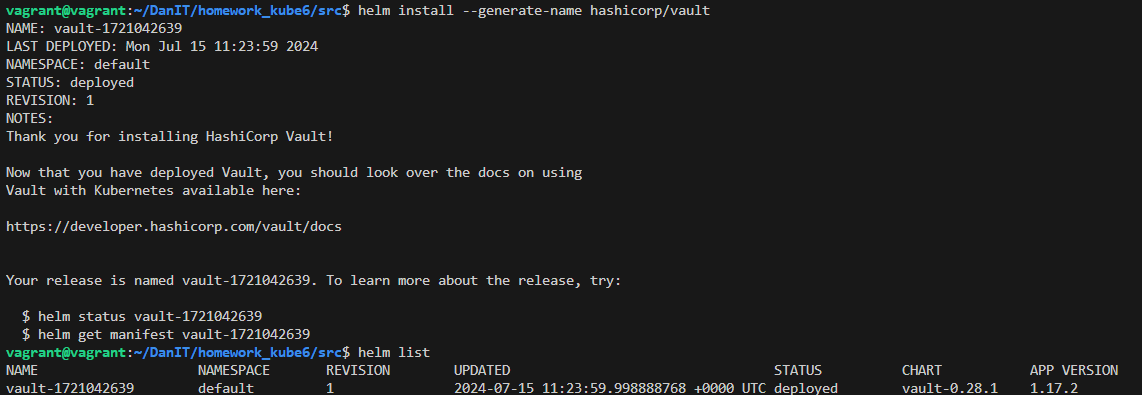 vagrant@vagrant:~/DanIT/homework_kube6/src$ helm install --generate-name hashicorp/vault
NAME: vault-1721042639
LAST DEPLOYED: Mon Jul 15 11:23:59 2024
NAMESPACE: default
STATUS: deployed
REVISION: 1
NOTES:
Thank you for installing HashiCorp Vault!
Now that you have deployed Vault, you should look over the docs on using
Vault with Kubernetes available here:
https://developer.hashicorp.com/vault/docs
Your release is named vault-1721042639. To learn more about the release, try:
$ helm status vault-1721042639
$ helm get manifest vault-1721042639
vagrant@vagrant:~/DanIT/homework_kube6/src$ helm list
NAME NAMESPACE REVISION UPDATED STATUS CHART APP VERSION
vault-1721042639 default 1 2024-07-15 11:23:59.998888768 +0000 UTC deployed vault-0.28.1 1.17.2